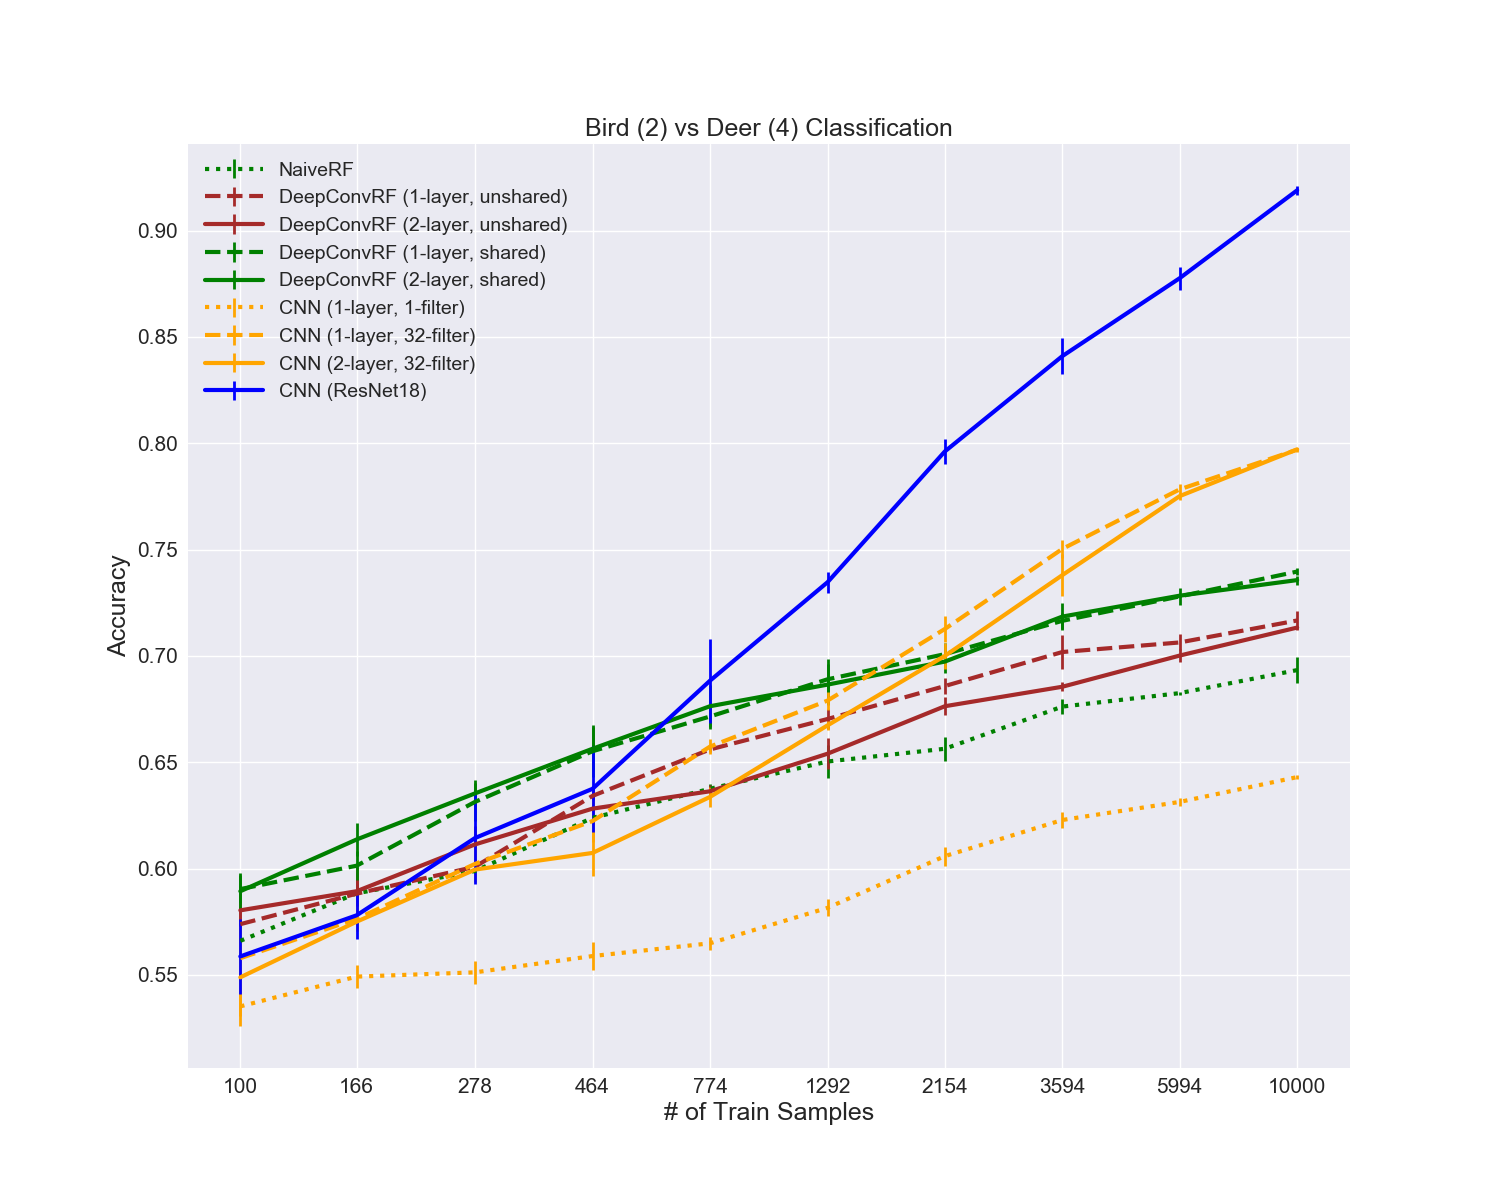 Bird (2) vs Deer (4) Classification
NaiveRF
DeepConvRF (1-layer, unshared)
DeepConvRF (2-layer, unshared)
DeepConvRF (1-layer, shared)
DeepConvRF (2-layer, shared)
CNN (1-layer, 1-filter)
CNN (1-layer, 32-filter)
CNN (2-layer, 32-filter)
CNN (ResNet18)
0.90
0.85
0.80
0.75
0.70
0.65
0.60
0.55
Accuracy
100 166 278 464 774 1292 2154 3594 5994 10000
# of Train Samples